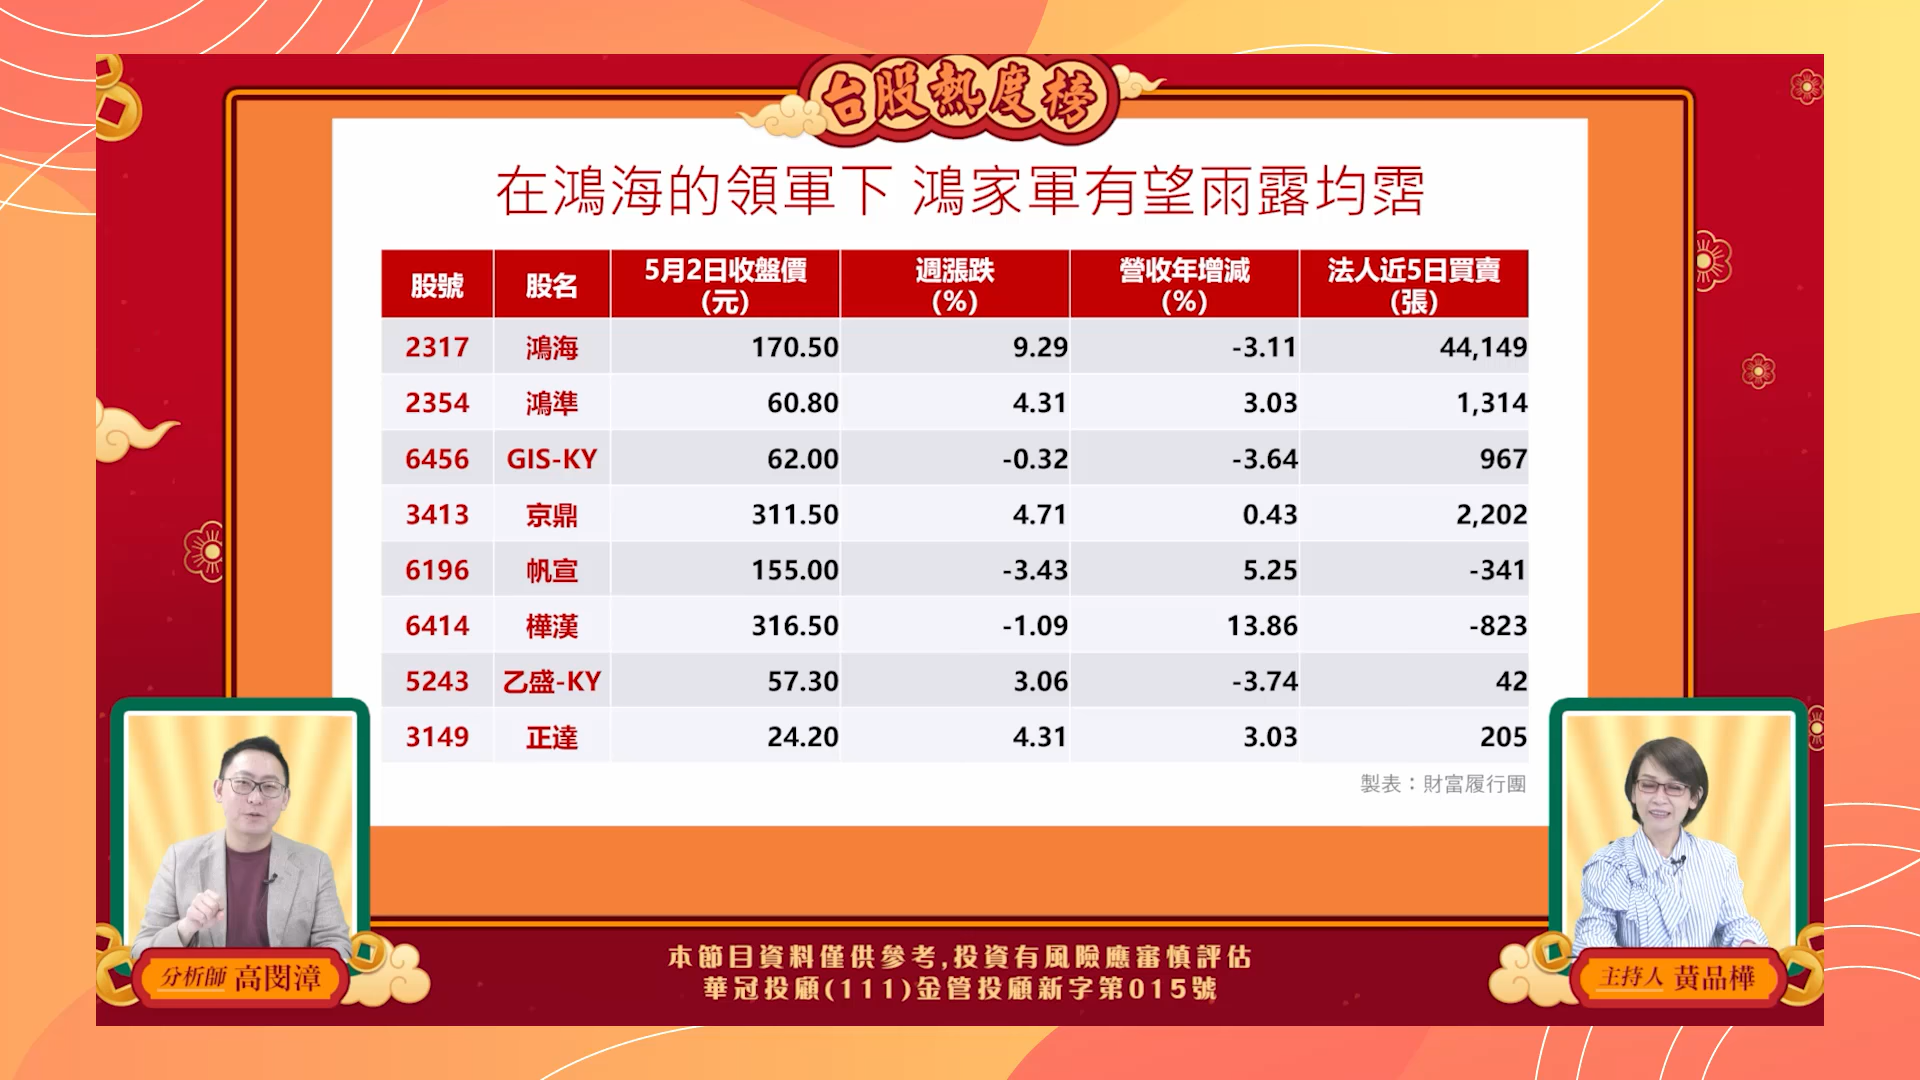 台股熱度榜
在鴻海的領軍下 鴻家軍有望雨露均霑
股號 股名 5月2日收盤價(元) 週漲跌(%) 營收年增減(%) 法人近5日買賣(張)
2317 鴻海 170.50 9.29 -3.11 44,149
2354 鴻準 60.80 4.31 3.03 1,314
6456 GIS-KY 62.00 -0.32 -3.64 967
3413 京鼎 311.50 4.71 0.43 2,202
6196 帆宣 155.00 -3.43 5.25 -341
6414 樺漢 316.50 -1.09 13.86 -823
5243 乙盛-KY 57.30 3.06 -3.74 42
3149 正達 24.20 4.31 3.03 205
製表：財富履行團
分析師 高閔漳
本節目資料僅供參考,投資有風險應審慎評估
華冠投顧(111)金管投顧新字第015號
主持人 黃品樺